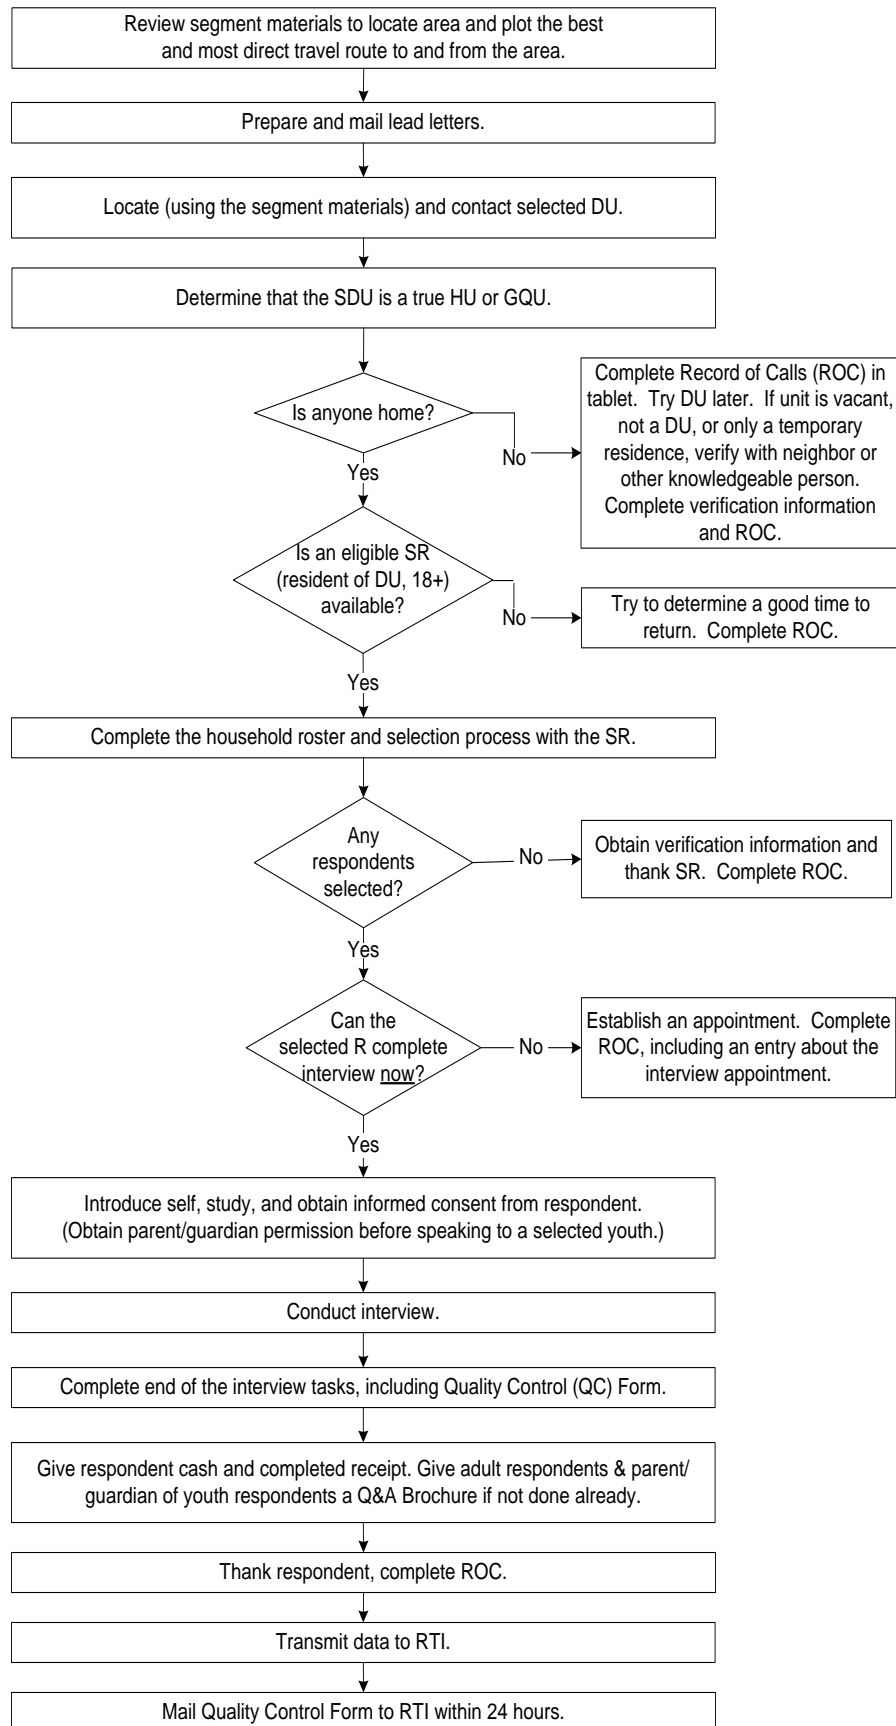 Review segment materials to locate area and plot the best
and most direct travel route to and from the area.
Prepare and mail lead letters.
Locate (using the segment materials) and contact selected DU.
Determine that the SDU is a true HU or GQU.
Is anyone home?
No
Complete Record of Calls (ROC) in
tablet. Try DU later. If unit is vacant,
not a DU, or only a temporary
residence, verify with neighbor or
other knowledgeable person.
Complete verification information
and ROC.
Yes
Is an eligible SR
(resident of DU, 18+)
available?
No
Try to determine a good time to
return. Complete ROC.
Yes
Complete the household roster and selection process with the SR.
Any
respondents
selected?
No
Obtain verification information and
thank SR. Complete ROC.
Yes
Can the
selected R complete
interview now?
No
Establish an appointment. Complete
ROC, including an entry about the
interview appointment.
Yes
Introduce self, study, and obtain informed consent from respondent.
(Obtain parent/guardian permission before speaking to a selected youth.)
Conduct interview.
Complete end of the interview tasks, including Quality Control (QC) Form.
Give respondent cash and completed receipt. Give adult respondents & parent/
guardian of youth respondents a Q&A Brochure if not done already.
Thank respondent, complete ROC.
Transmit data to RTI.
Mail Quality Control Form to RTI within 24 hours.